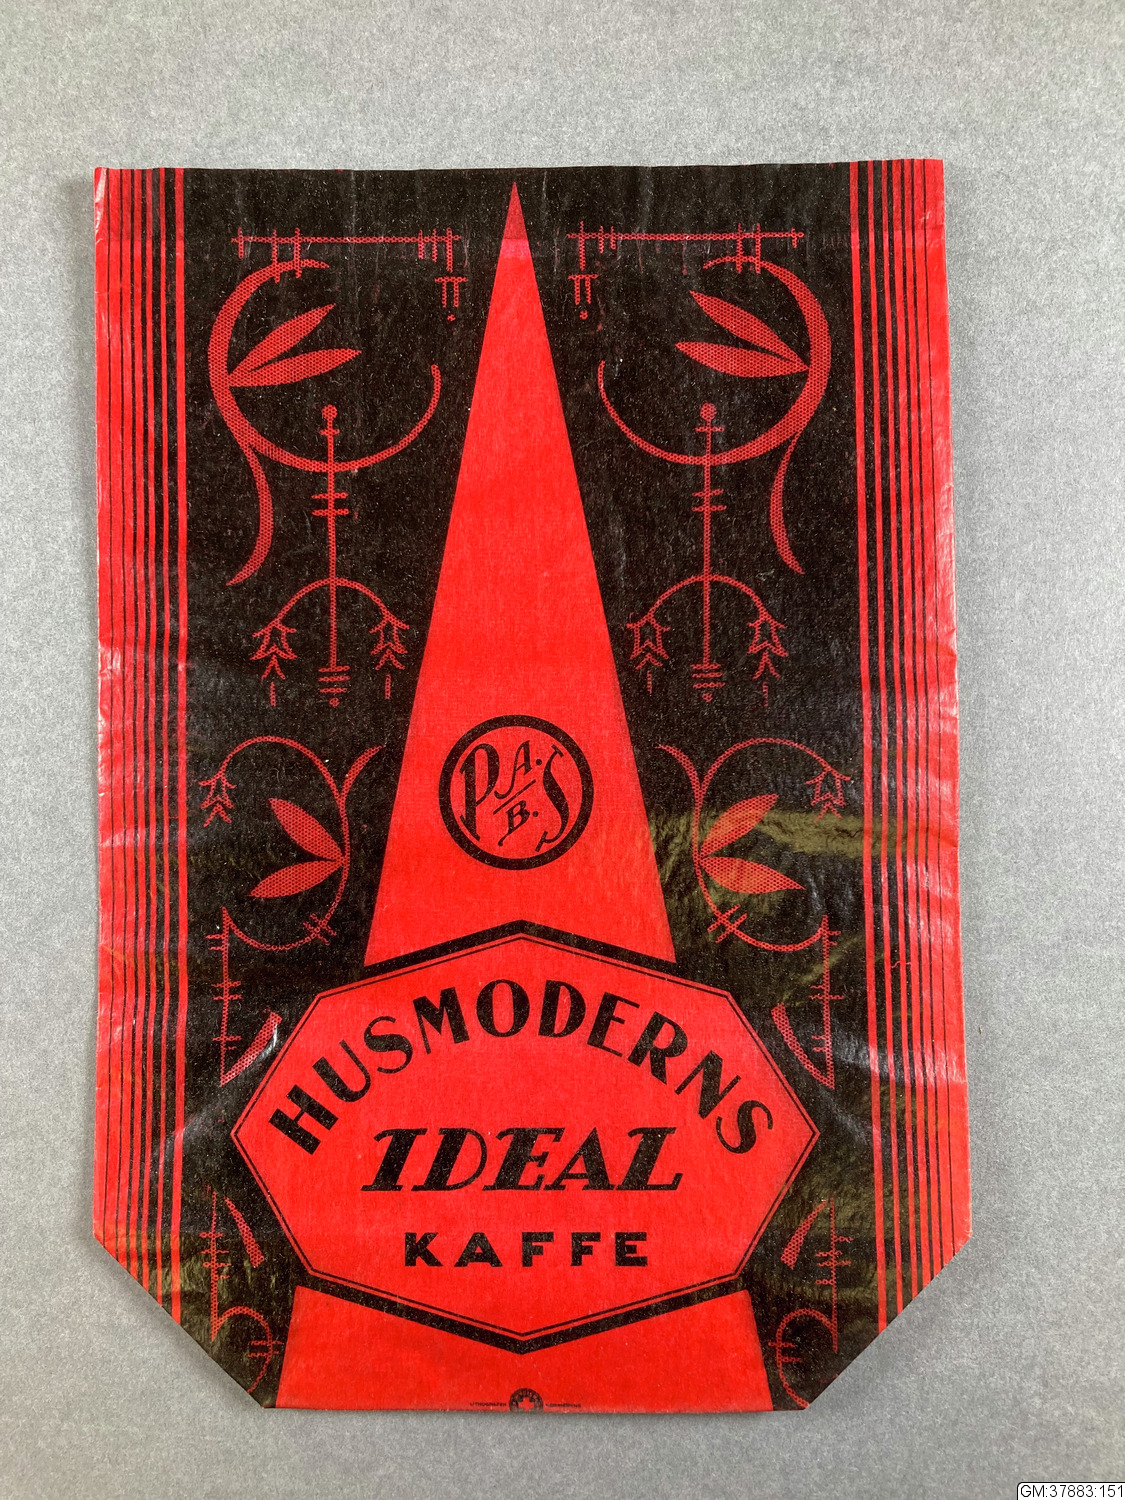 P.A.S
B.
HUSMODERNS
IDEAL
KAFFE
GM:37883:151